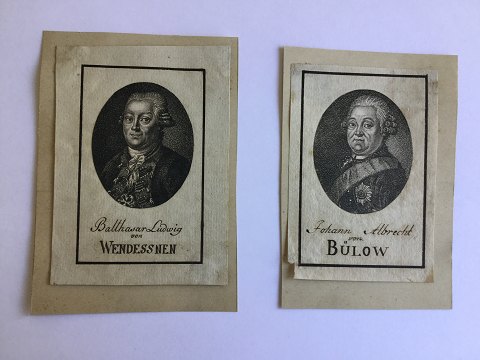 Balthasar Ludwig
von
WENDESSNEN
Johann Albrecht
von
BÜLOW